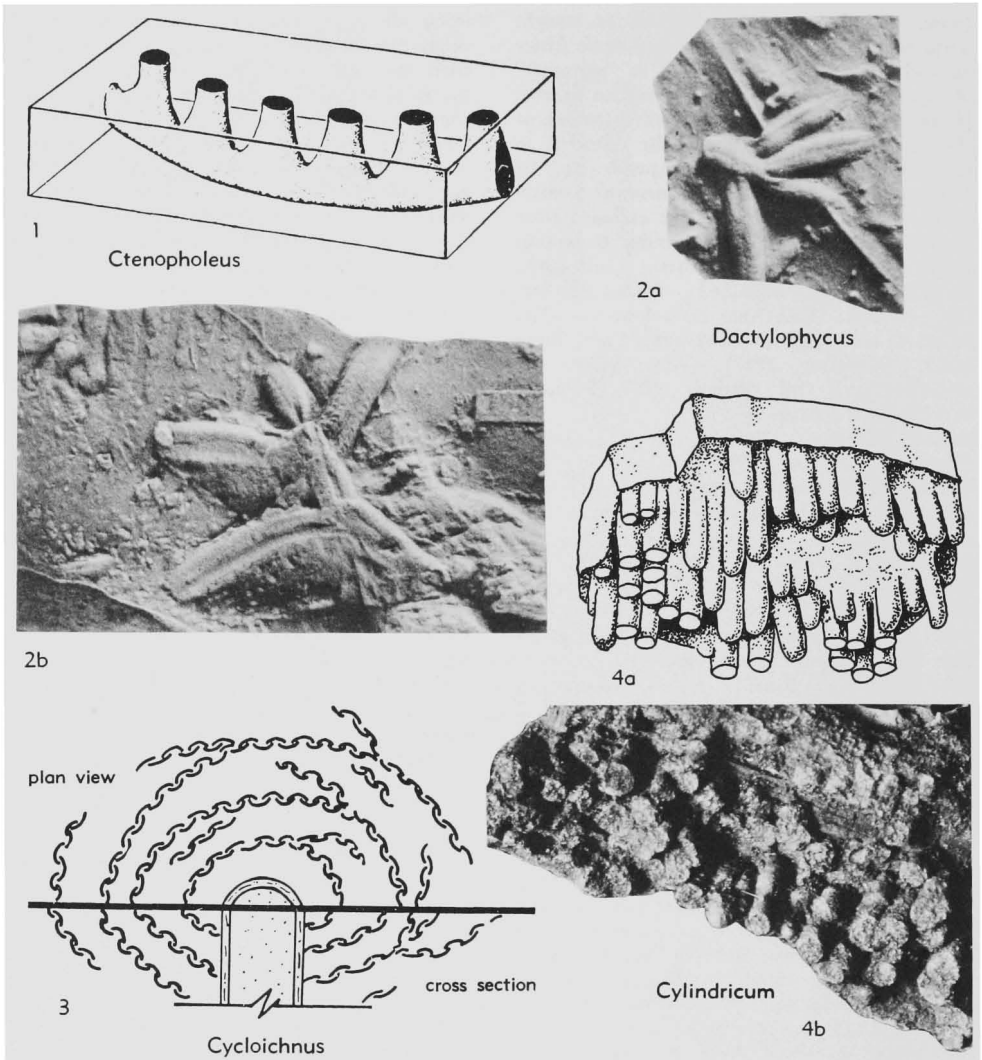 1
Ctenopholeus
2a
Dactylophycus
2b
4a
plan view
3
cross section
Cycloichnus
Cylindricum
4b